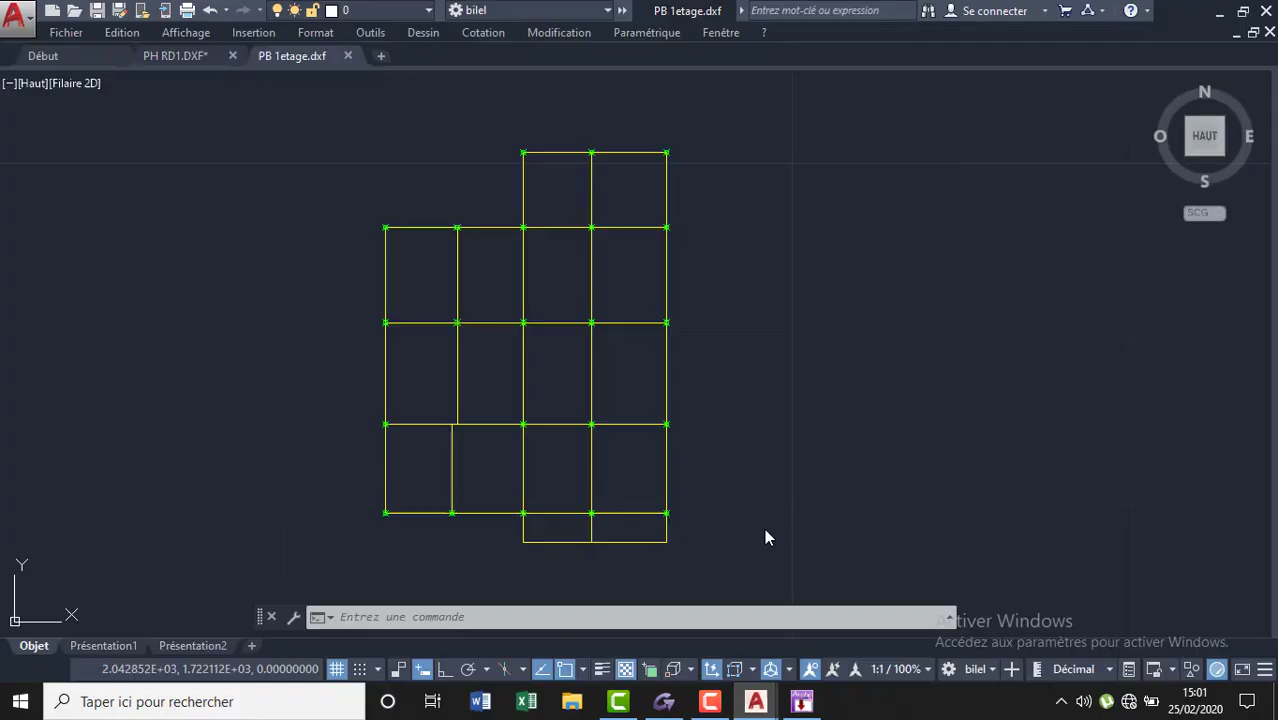 0
bilel
PB 1etage.dxf
Entrez mot-clé ou expression
Se connecter
?
Fichier Edition Affichage Insertion Format Outils Dessin Cotation Modification Paramétrique Fenêtre ?
Début PH RD1.DXF* PB 1etage.dxf
[−][Haut][Filaire 2D]
N
O HAUT E
S
SCG
Y
X
Entrez une commande
Activer Windows
Accédez aux paramètres pour activer Windows.
Objet Présentation1 Présentation2 +
2.042852E+03, 1.722112E+03, 0.00000000
1:1 / 100%
bilel
Décimal
Taper ici pour rechercher
15:01
25/02/2020